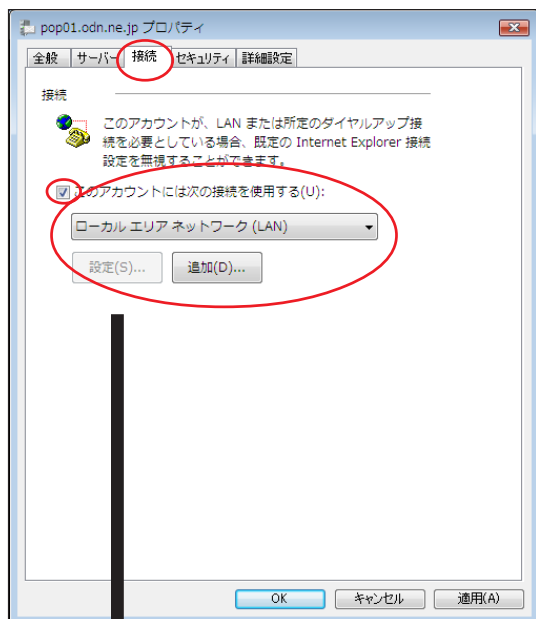 pop01.odn.ne.jp プロパティ
全般 サーバー 接続 セキュリティ 詳細設定
接続
このアカウントが、LAN または所定のダイヤルアップ接
続を必要としている場合、既定の Internet Explorer 接続
設定を無視することができます。
このアカウントには次の接続を使用する(U):
ローカル エリア ネットワーク (LAN)
設定(S)... 追加(D)...
OK キャンセル 適用(A)